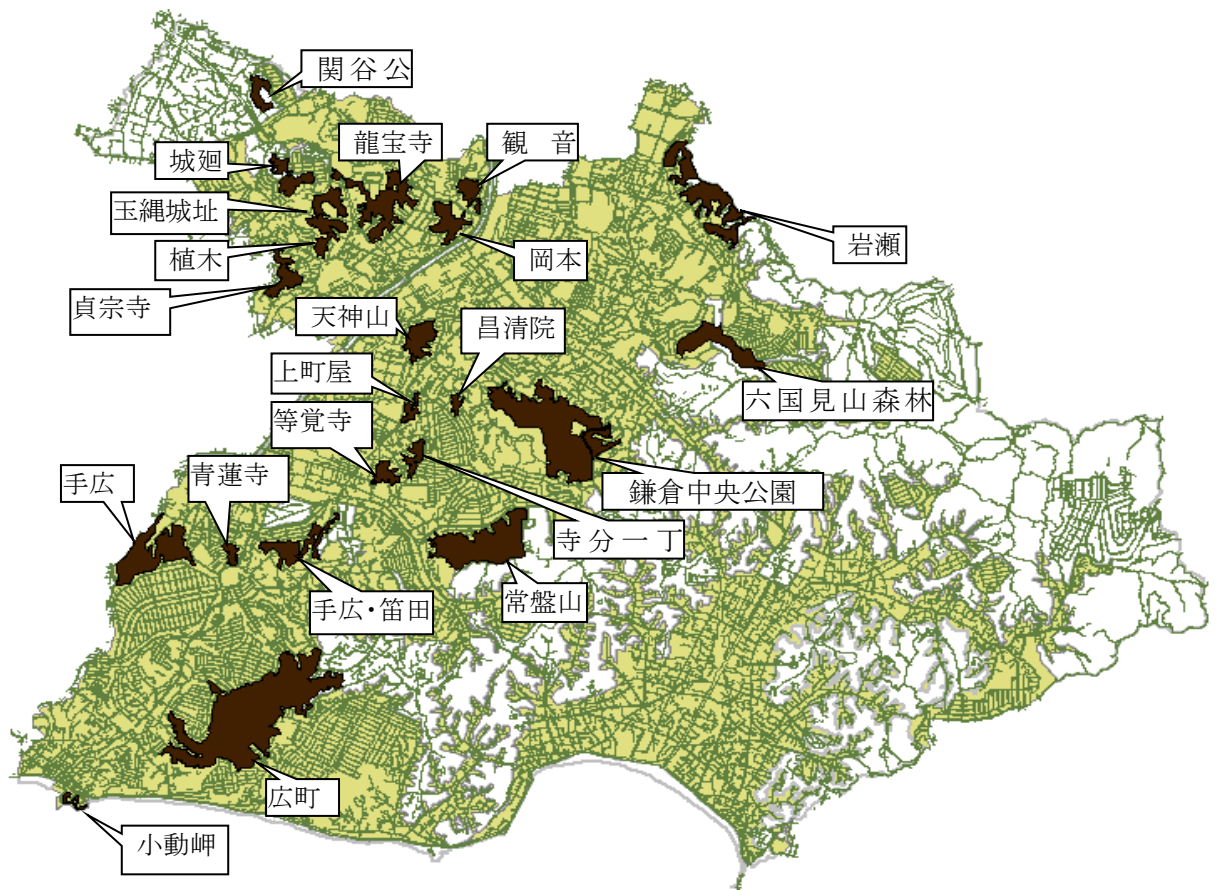 関谷公
龍宝寺
観　音
城廻
玉縄城址
植木
岡本
岩瀬
貞宗寺
天神山
昌清院
上町屋
六国見山森林
等覚寺
青蓮寺
手広
鎌倉中央公園
寺分一丁
手広・笛田
常盤山
広町
小動岬